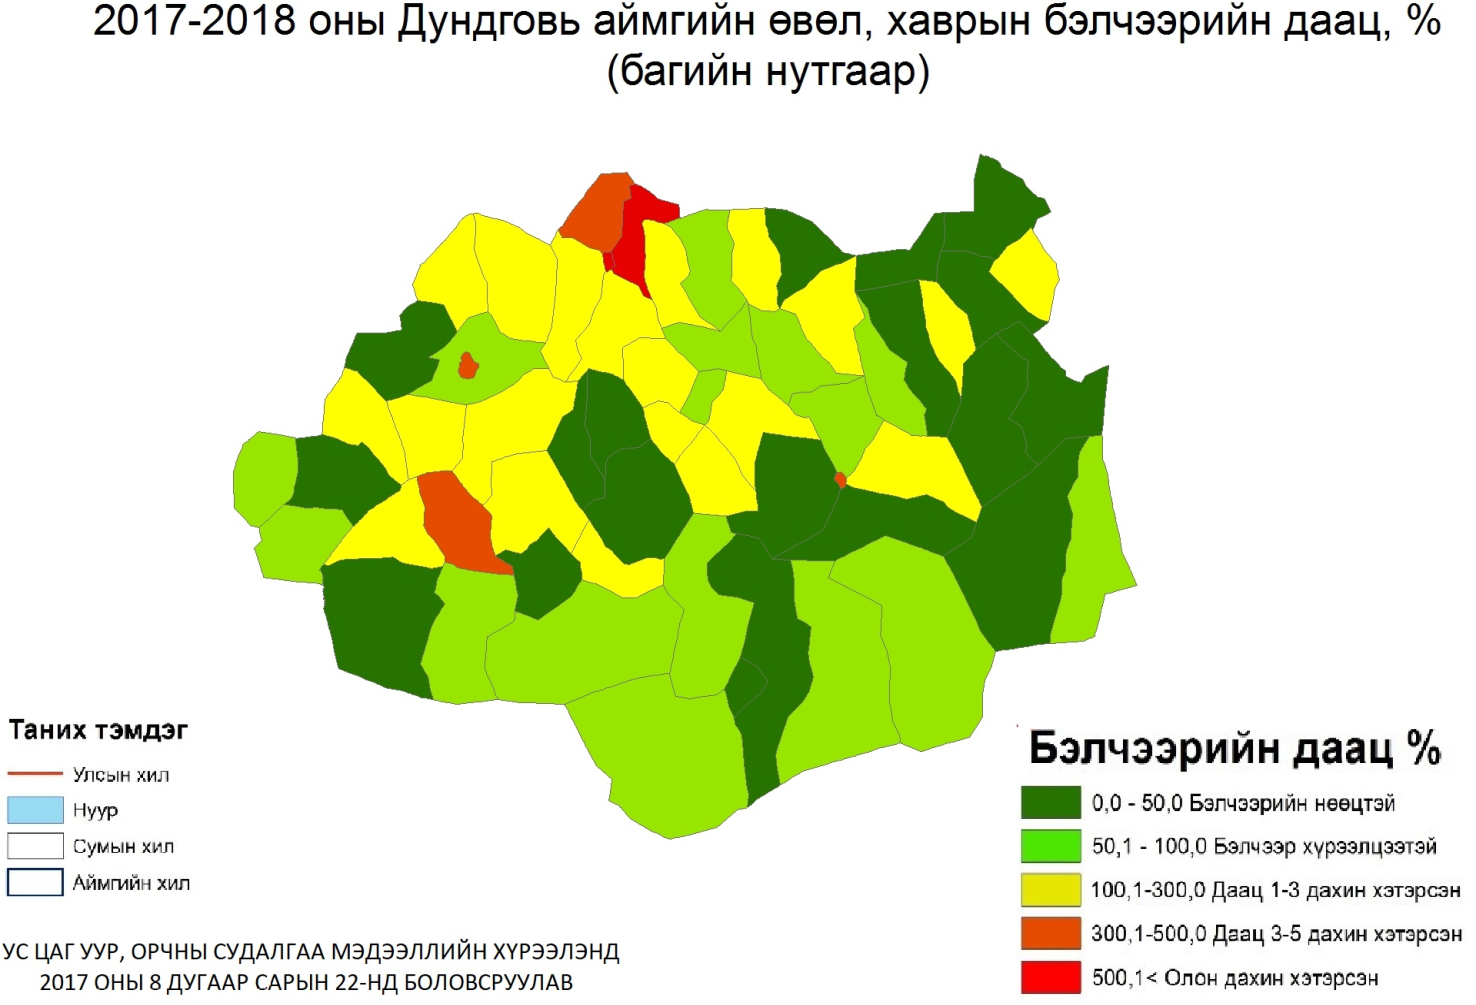 2017-2018 оны Дундговь аймгийн өвөл, хаврын бэлчээрийн даац, %
(багийн нутгаар)
Таних тэмдэг
Улсын хил
Нуур
Сумын хил
Аймгийн хил
Бэлчээрийн даац %
0,0 - 50,0 Бэлчээрийн нөөцтэй
50,1 - 100,0 Бэлчээр хүрээлцээтэй
100,1-300,0 Даац 1-3 дахин хэтэрсэн
300,1-500,0 Даац 3-5 дахин хэтэрсэн
500,1< Олон дахин хэтэрсэн
УС ЦАГ УУР, ОРЧНЫ СУДАЛГАА МЭДЭЭЛЛИЙН ХҮРЭЭЛЭНД
2017 ОНЫ 8 ДУГААР САРЫН 22-НД БОЛОВСРУУЛАВ